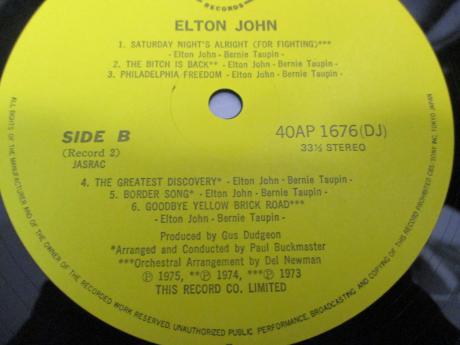 RECORDS
ELTON JOHN
1. SATURDAY NIGHT'S ALRIGHT (FOR FIGHTING)***
- Elton John - Bernie Taupin -
2. THE BITCH IS BACK** - Elton John - Bernie Taupin -
3. PHILADELPHIA FREEDOM - Elton John - Bernie Taupin -
SIDE B
(Record 2)
JASRAC
40AP 1676(DJ)
33⅓ STEREO
4. THE GREATEST DISCOVERY* - Elton John - Bernie Taupin -
5. BORDER SONG* - Elton John - Bernie Taupin -
6. GOODBYE YELLOW BRICK ROAD***
- Elton John - Bernie Taupin -
Produced by Gus Dudgeon
*Arranged and Conducted by Paul Buckmaster
***Orchestral Arrangement by Del Newman
℗ 1975, **℗ 1974, ***℗ 1973
THIS RECORD CO. LIMITED
ALL RIGHTS OF THE MANUFACTURER AND OF THE OWNER OF THE RECORDED WORK RESERVED. UNAUTHORIZED PUBLIC PERFORMANCE, BROADCASTING AND COPYING OF THIS RECORD PROHIBITED CBS/SONY INC. TOKYO JAPAN